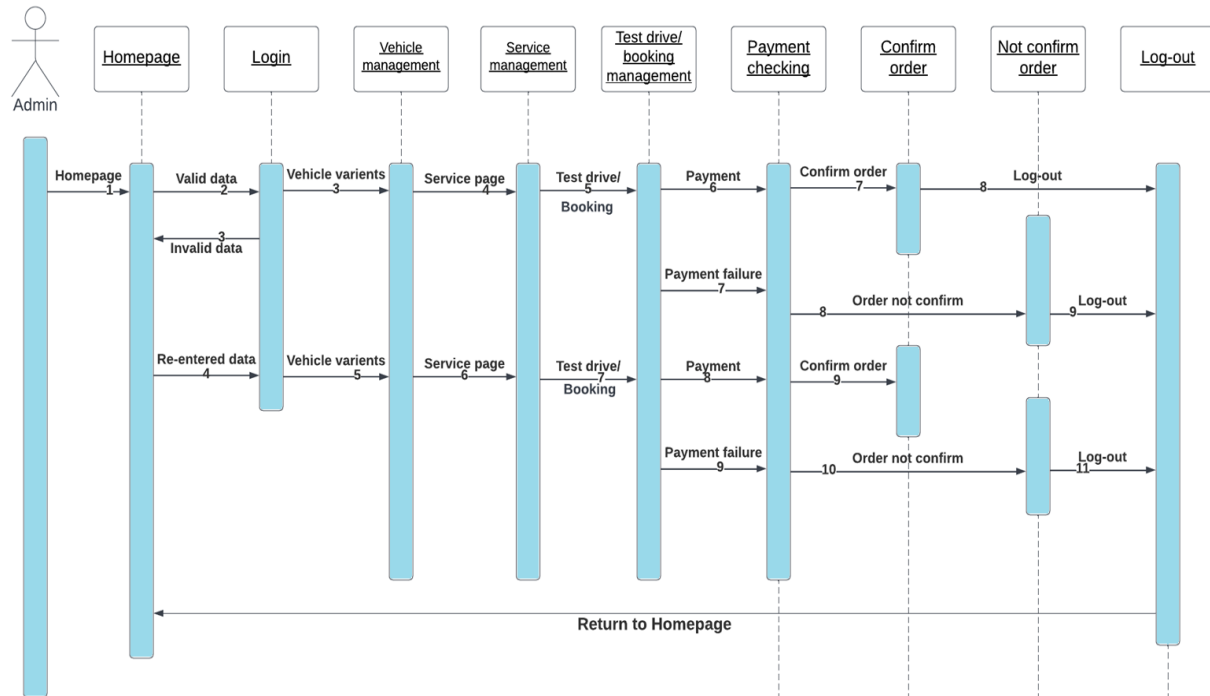 Admin
Homepage
Login
Vehicle
management
Service
management
Test drive/
booking
management
Payment
checking
Confirm
order
Not confirm
order
Log-out
Homepage
1
Valid data
2
Vehicle varients
3
Service page
4
Test drive/
5
Booking
Payment
6
Confirm order
7
Log-out
8
3
Invalid data
Payment failure
7
Order not confirm
8
Log-out
9
Re-entered data
4
Vehicle varients
5
Service page
6
Test drive/
7
Booking
Payment
8
Confirm order
9
Payment failure
9
Order not confirm
10
Log-out
11
Return to Homepage